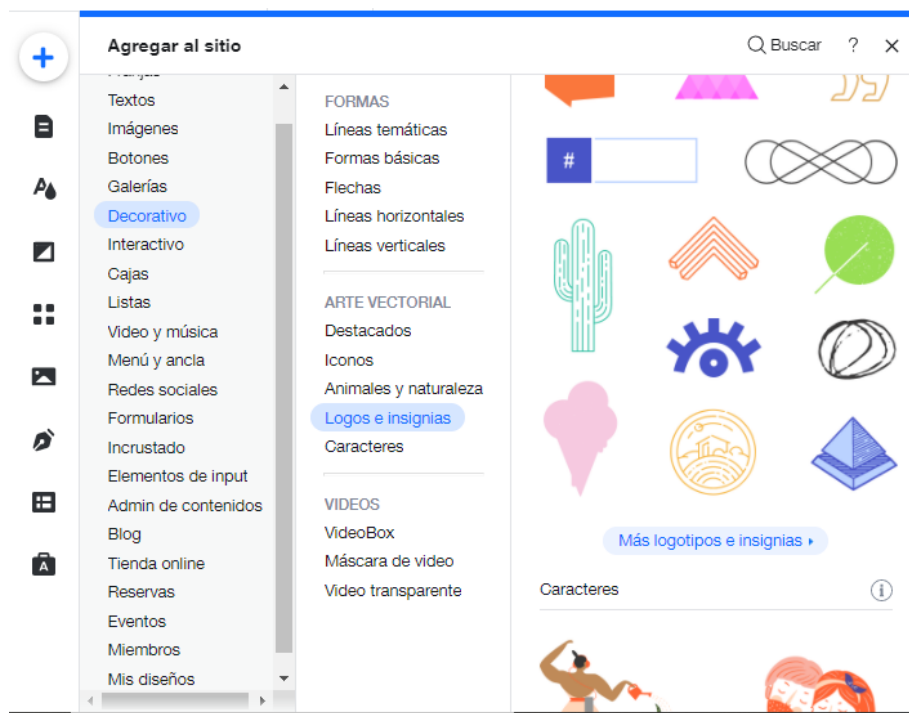 Agregar al sitio
Buscar
?
Textos
Imágenes
Botones
Galerías
Decorativo
Interactivo
Cajas
Listas
Video y música
Menú y ancla
Redes sociales
Formularios
Incrustado
Elementos de input
Admin de contenidos
Blog
Tienda online
Reservas
Eventos
Miembros
Mis diseños
FORMAS
Líneas temáticas
Formas básicas
Flechas
Líneas horizontales
Líneas verticales
ARTE VECTORIAL
Destacados
Iconos
Animales y naturaleza
Logos e insignias
Caracteres
VIDEOS
VideoBox
Máscara de video
Video transparente
#
Más logotipos e insignias
Caracteres
i
A